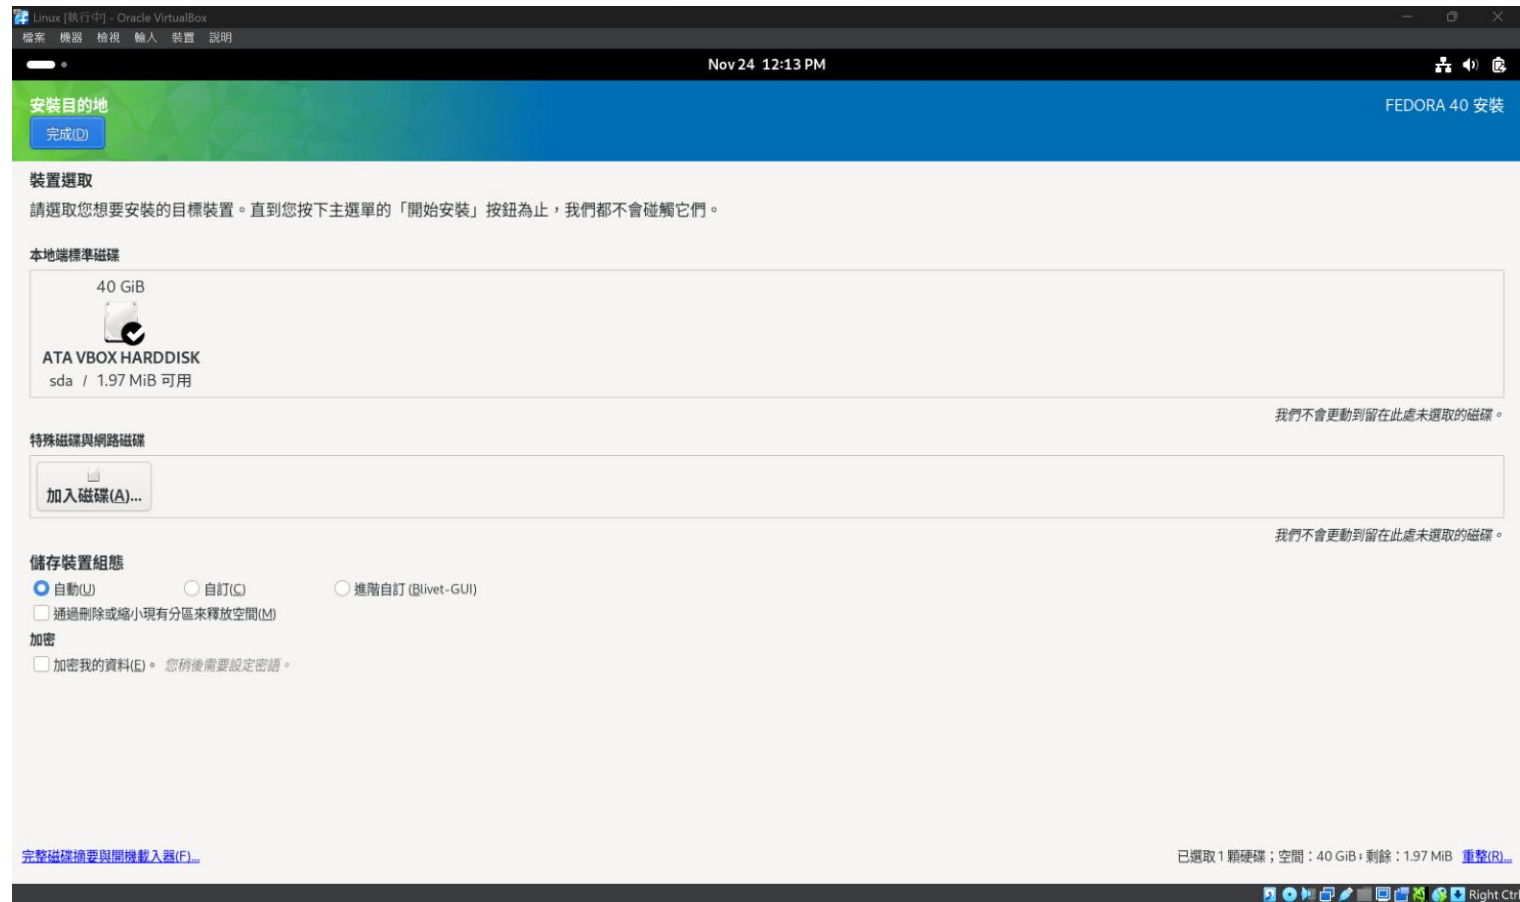 Linux [執行中] - Oracle VirtualBox
檔案 機器 檢視 輸入 裝置 說明
Nov 24 12:13 PM
安裝目的地
FEDORA 40 安裝
完成(D)
裝置選取
請選取您想要安裝的目標裝置。直到您按下主選單的「開始安裝」按鈕為止，我們都不會碰觸它們。
本地端標準磁碟
40 GiB
ATA VBOX HARDDISK
sda / 1.97 MiB 可用
我們不會更動到留在此處未選取的磁碟。
特殊磁碟與網路磁碟
加入磁碟(A)...
我們不會更動到留在此處未選取的磁碟。
儲存裝置組態
自動(U) 自訂(C) 進階自訂 (Blivet-GUI)
通過刪除或縮小現有分區來釋放空間(M)
加密
加密我的資料(E)。 您稍後需要設定密語。
完整磁碟摘要與開機載入器(F)...
已選取 1 顆硬碟；空間：40 GiB；剩餘：1.97 MiB 重整(R)...
Right Ctrl